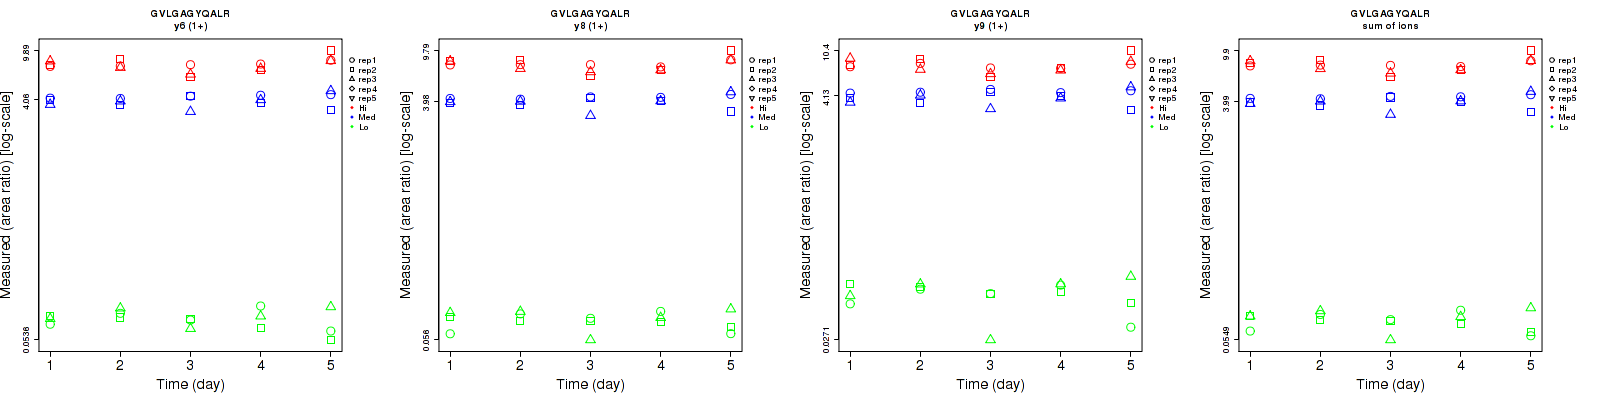 GVLGAGYQALR
y6 (1+)
Measured (area ratio) [log-scale]
9.89
4.06
0.0536
1 2 3 4 5
Time (day)
rep1
rep2
rep3
rep4
rep5
Hi
Med
Lo
GVLGAGYQALR
y8 (1+)
Measured (area ratio) [log-scale]
9.79
3.98
0.056
1 2 3 4 5
Time (day)
rep1
rep2
rep3
rep4
rep5
Hi
Med
Lo
GVLGAGYQALR
y9 (1+)
Measured (area ratio) [log-scale]
10.4
4.13
0.0271
1 2 3 4 5
Time (day)
rep1
rep2
rep3
rep4
rep5
Hi
Med
Lo
GVLGAGYQALR
sum of ions
Measured (area ratio) [log-scale]
9.9
3.99
0.0549
1 2 3 4 5
Time (day)
rep1
rep2
rep3
rep4
rep5
Hi
Med
Lo